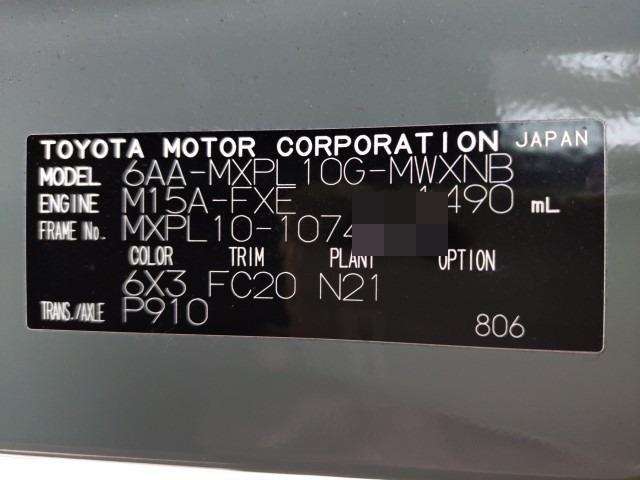 TOYOTA MOTOR CORPORATION JAPAN
MODEL 6AA-MXPL10G-MWXNB
ENGINE M15A-FXE 1,490 mL
FRAME No. MXPL10-1074
COLOR TRIM PLANT OPTION
6X3 FC20 N21
TRANS./AXLE P910
806